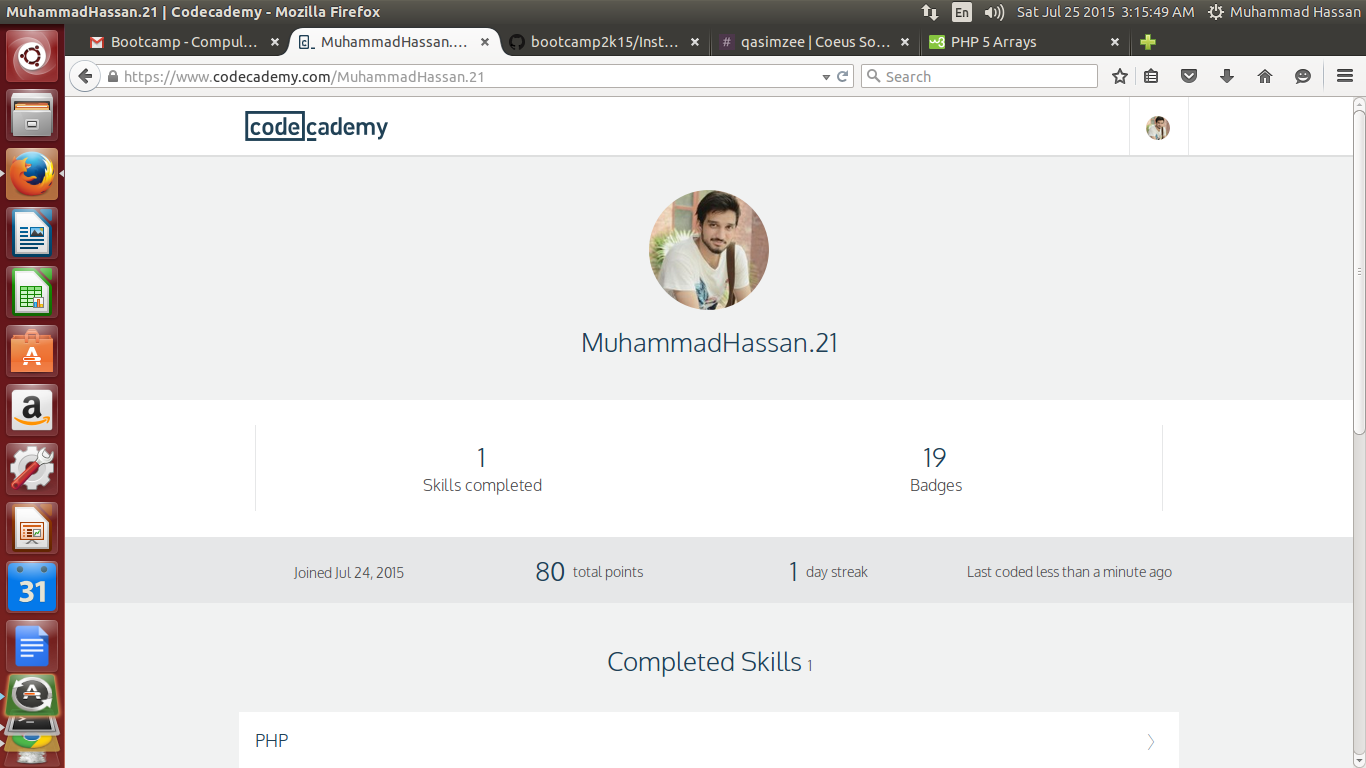 MuhammadHassan.21 | Codecademy - Mozilla Firefox
En
Sat Jul 25 2015 3:15:49 AM
Muhammad Hassan
Bootcamp - Compul...
MuhammadHassan....
bootcamp2k15/Inst...
qasimzee | Coeus So...
PHP 5 Arrays
https://www.codecademy.com/MuhammadHassan.21
Search
codecademy
MuhammadHassan.21
1
Skills completed
19
Badges
Joined Jul 24, 2015
80 total points
1 day streak
Last coded less than a minute ago
Completed Skills 1
PHP
31